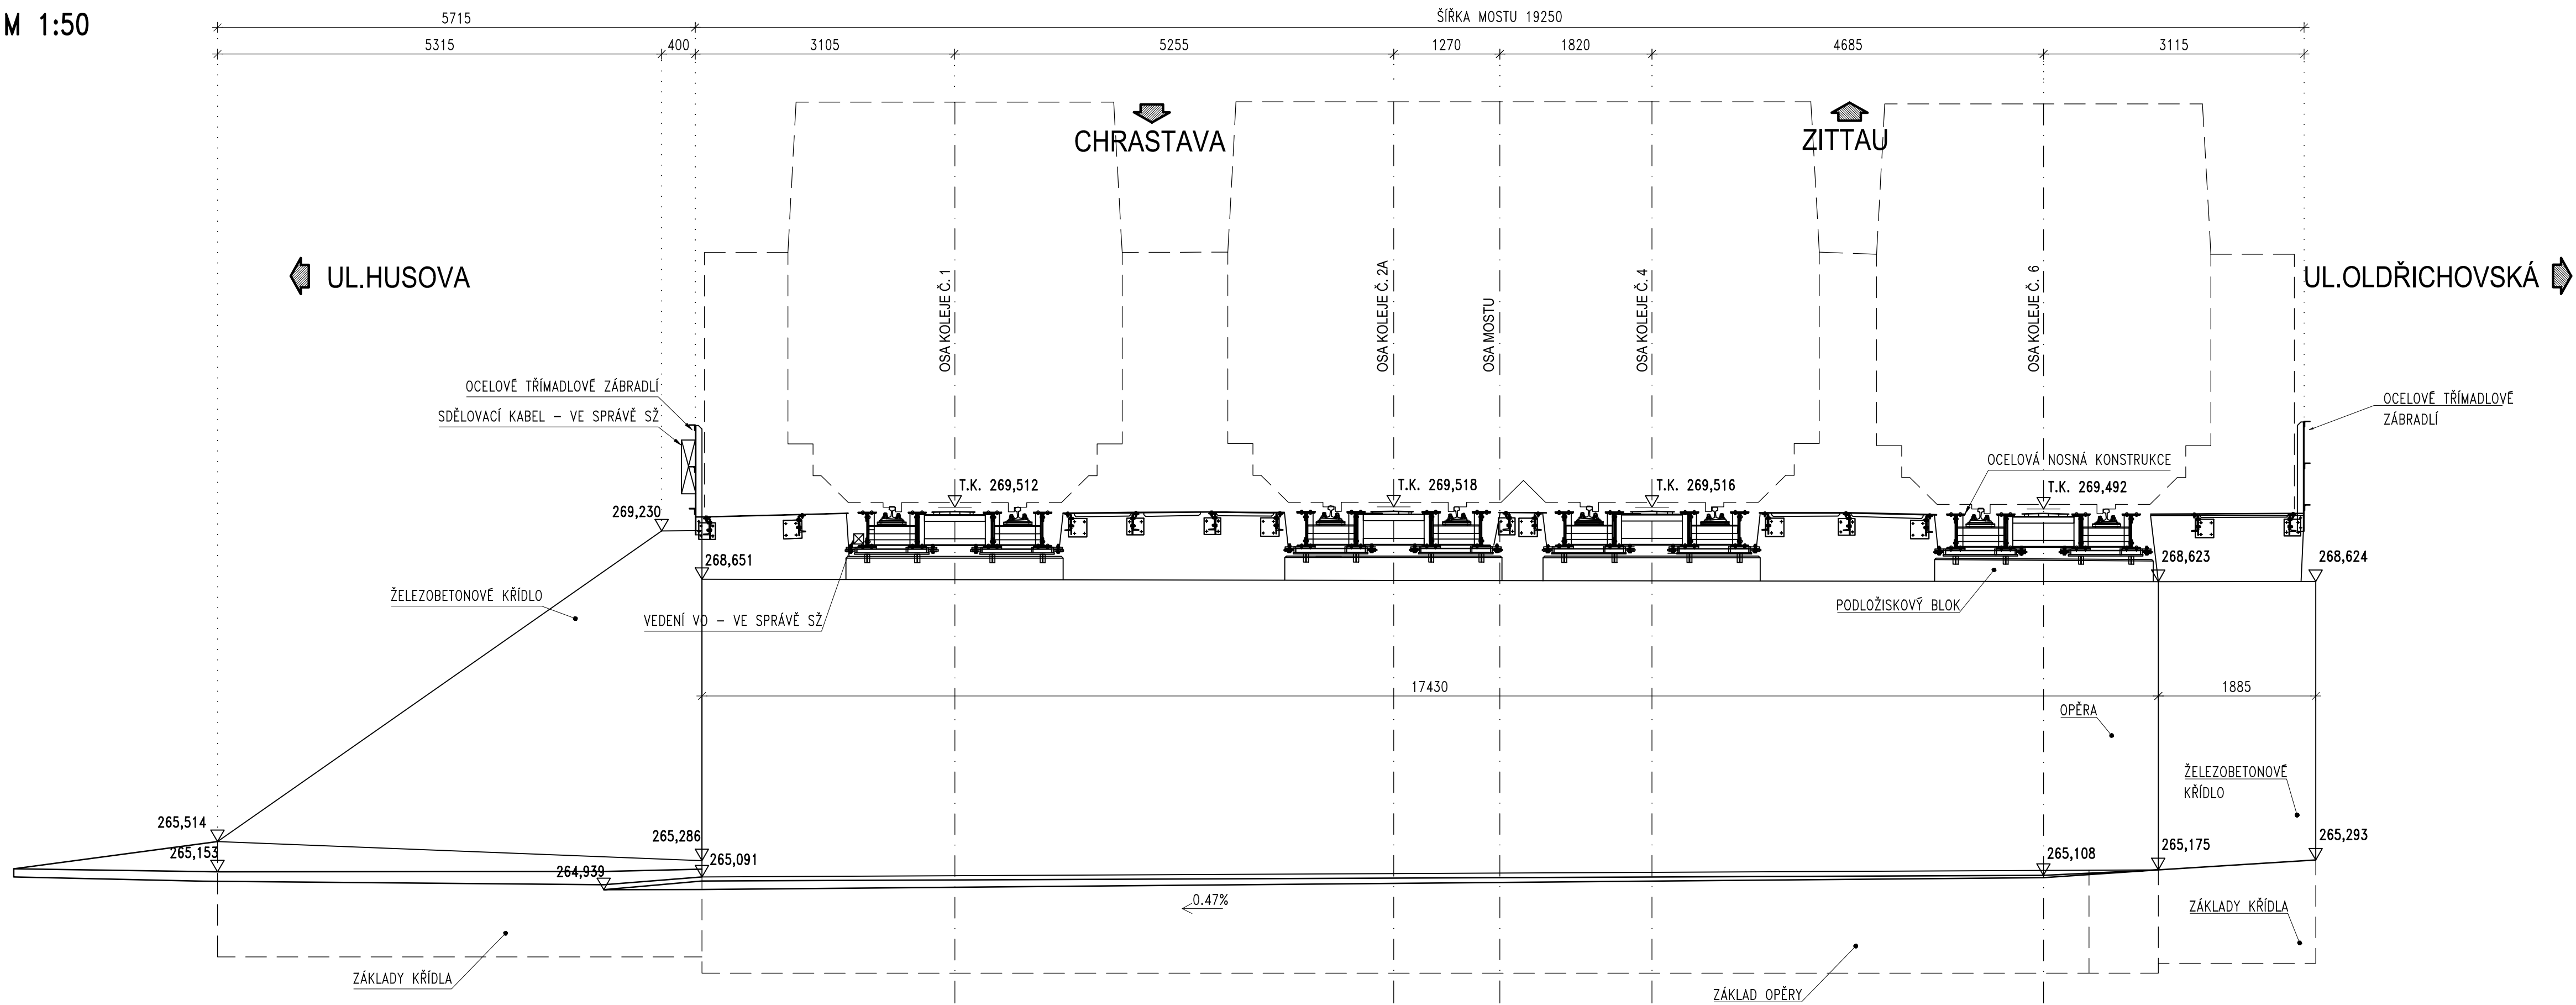 M 1:50
5715
ŠÍŘKA MOSTU 19250
5315
400
3105
5255
1270
1820
4685
3115
CHRASTAVA
ZITTAU
UL.HUSOVA
UL.OLDŘICHOVSKÁ
OSA KOLEJE Č. 1
OSA KOLEJE Č. 2A
OSA MOSTU
OSA KOLEJE Č. 4
OSA KOLEJE Č. 6
OCELOVÉ TŘÍMADLOVÉ ZÁBRADLÍ
SDĚLOVACÍ KABEL – VE SPRÁVĚ SŽ
OCELOVÉ TŘÍMADLOVÉ
ZÁBRADLÍ
OCELOVÁ NOSNÁ KONSTRUKCE
T.K. 269,512
T.K. 269,518
T.K. 269,516
T.K. 269,492
269,230
268,651
268,623
268,624
ŽELEZOBETONOVÉ KŘÍDLO
VEDENÍ VO – VE SPRÁVĚ SŽ
PODLOŽISKOVÝ BLOK
17430
1885
OPĚRA
ŽELEZOBETONOVÉ
KŘÍDLO
265,514
265,153
265,286
265,091
264,939
265,108
265,175
265,293
0.47%
ZÁKLADY KŘÍDLA
ZÁKLADY KŘÍDLA
ZÁKLAD OPĚRY